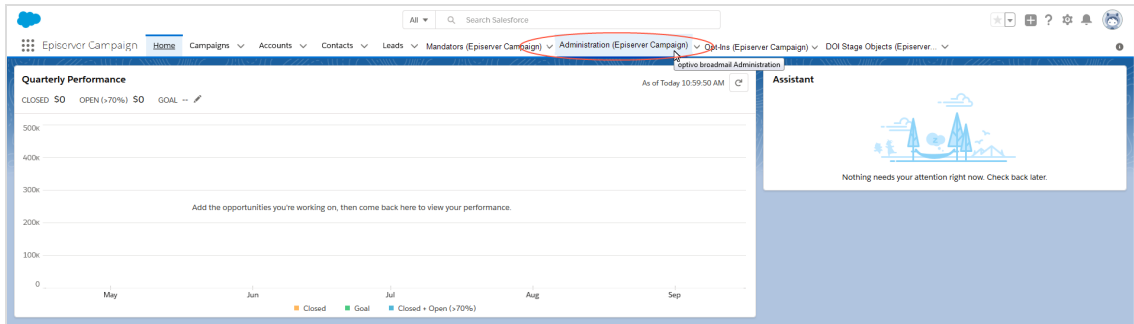 All
Search Salesforce
Episerver Campaign Home Campaigns Accounts Contacts Leads Mandators (Episerver Campaign) Administration (Episerver Campaign) Opt-Ins (Episerver Campaign) DOI Stage Objects (Episerver...
optivo broadmail Administration
Quarterly Performance
As of Today 10:59:50 AM
CLOSED $0 OPEN (>70%) $0 GOAL --
500K
400K
300K
200K
100K
0
Add the opportunities you're working on, then come back here to view your performance.
May Jun Jul Aug Sep
Closed Goal Closed + Open (>70%)
Assistant
Nothing needs your attention right now. Check back later.